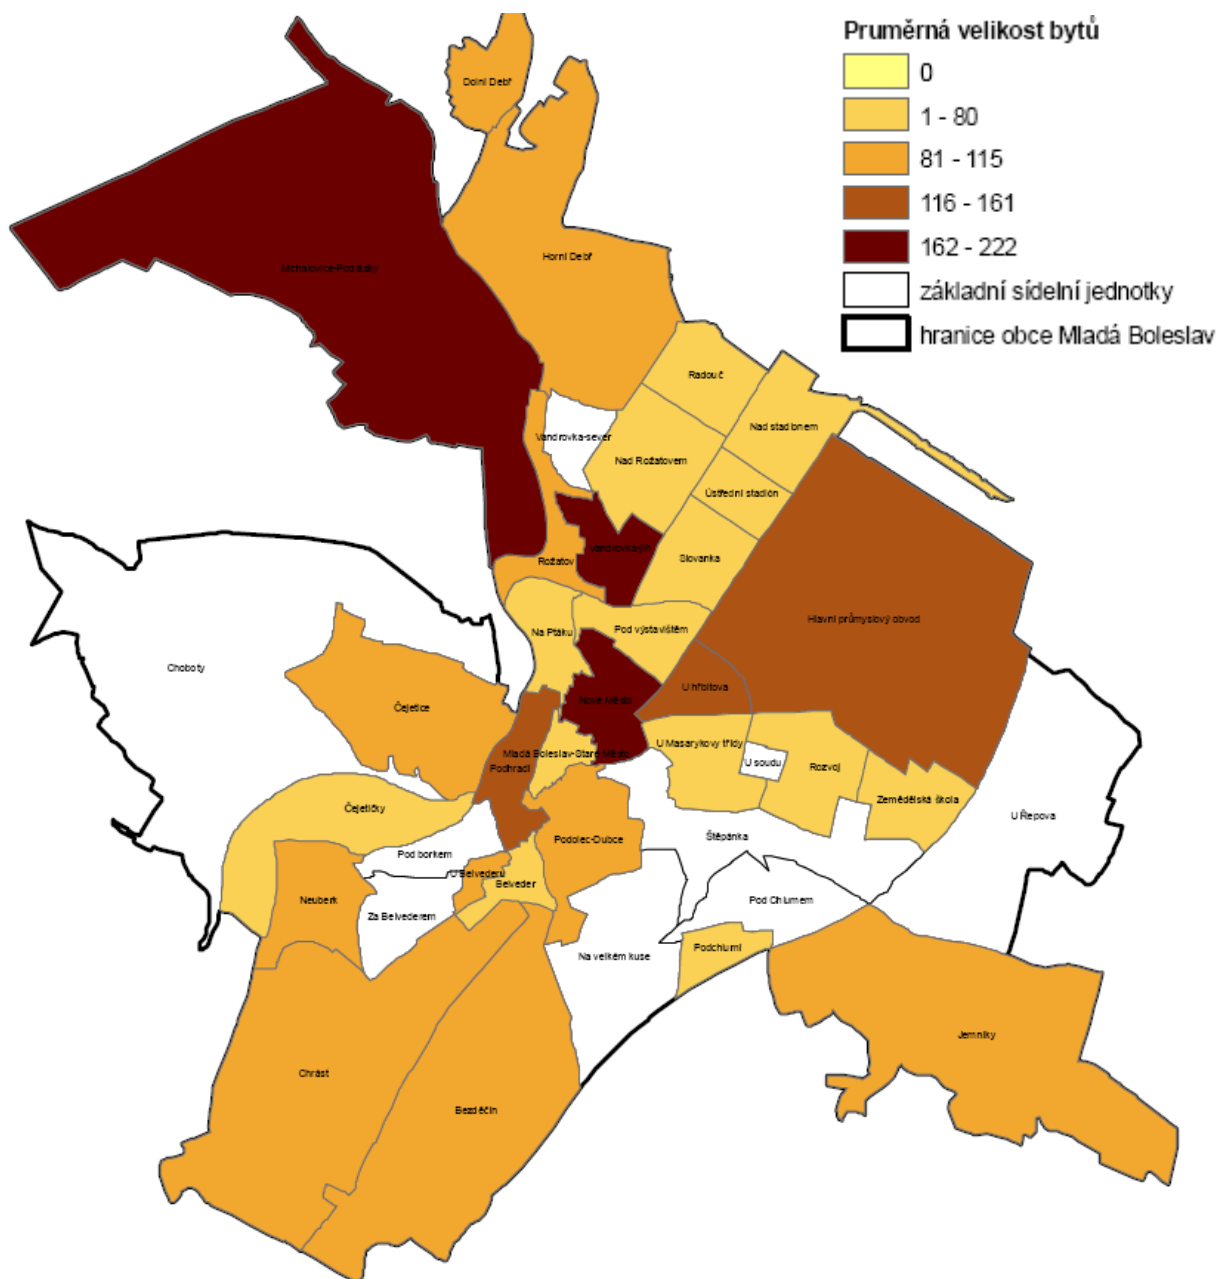 Pruměrná velikost bytů
0
1 - 80
81 - 115
116 - 161
162 - 222
základní sídelní jednotky
hranice obce Mladá Boleslav
Dolní Debř
Horní Debř
Michalovice-Podlázky
Radouč
Nad stadionem
Vandrovka-sever
Nad Rožatovem
Ústřední stadión
Vandrovka-jih
Slovanka
Rožatov
Hlavní průmyslový obvod
Na Ptáku
Pod výstavištěm
Choboty
U hřbitova
Nové Město
Čejetice
U Masarykovy třídy
Mladá Boleslav-Staré Město
U soudu
Podhradí
Rozvoj
Čejetičky
Zemědělská škola
U Řepova
Štěpánka
Podolec-Dubce
Pod borkem
U Belvederu
Belveder
Neuberk
Pod Chlumem
Za Belvederem
Podchlumí
Na velkém kuse
Jemníky
Chrást
Bezděčín